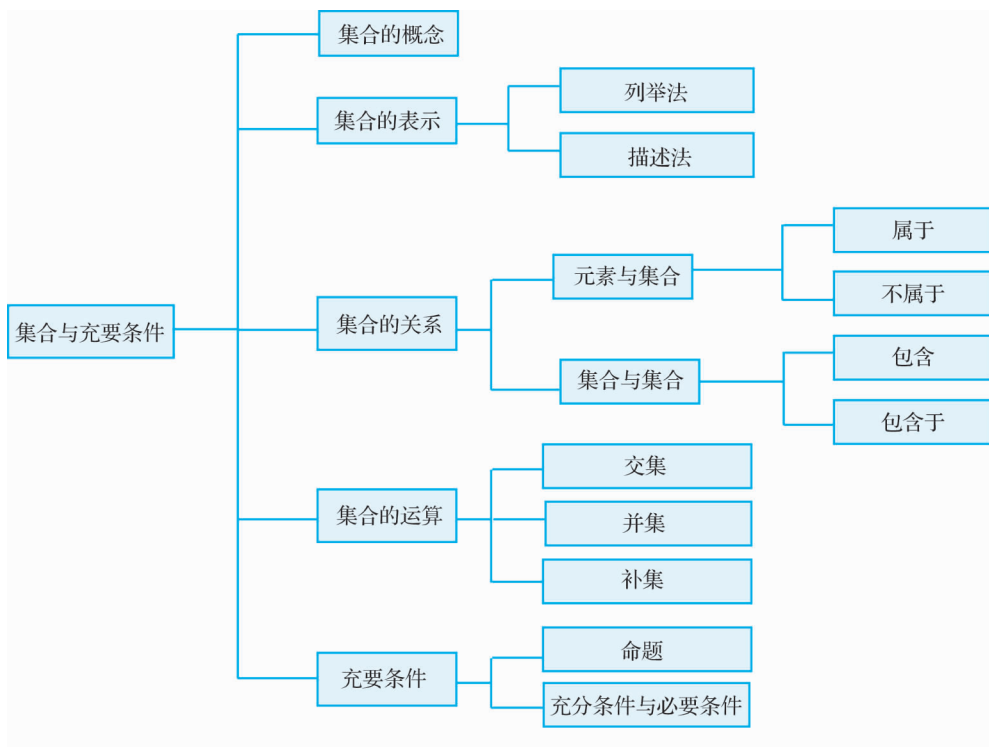 集合的概念
列举法
集合的表示
描述法
属于
元素与集合
不属于
集合与充要条件
集合的关系
包含
集合与集合
包含于
交集
集合的运算
并集
补集
命题
充要条件
充分条件与必要条件